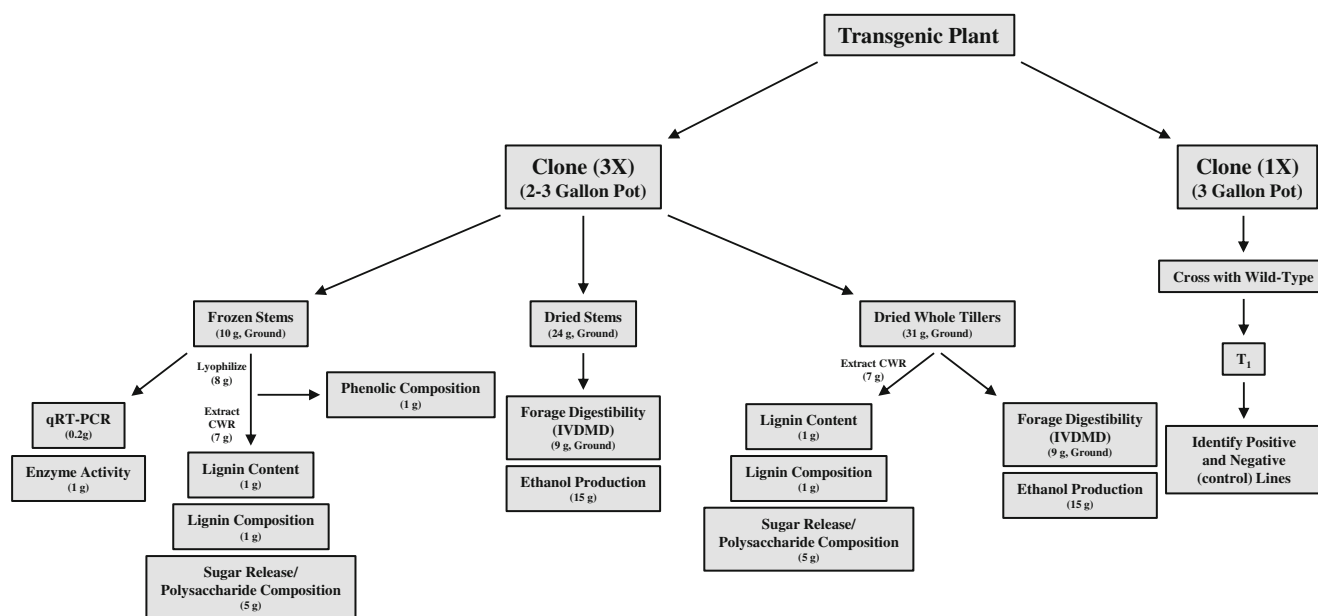 Transgenic Plant
Clone (3X)
(2-3 Gallon Pot)
Clone (1X)
(3 Gallon Pot)
Cross with Wild-Type
T1
Identify Positive
and Negative
(control) Lines
Frozen Stems
(10 g, Ground)
Dried Stems
(24 g, Ground)
Dried Whole Tillers
(31 g, Ground)
Lyophilize
(8 g)
Extract
CWR
(7 g)
qRT-PCR
(0.2g)
Enzyme Activity
(1 g)
Phenolic Composition
(1 g)
Lignin Content
(1 g)
Lignin Composition
(1 g)
Sugar Release/
Polysaccharide Composition
(5 g)
Forage Digestibility
(IVDMD)
(9 g, Ground)
Ethanol Production
(15 g)
Extract CWR
(7 g)
Lignin Content
(1 g)
Lignin Composition
(1 g)
Sugar Release/
Polysaccharide Composition
(5 g)
Forage Digestibility
(IVDMD)
(9 g, Ground)
Ethanol Production
(15 g)